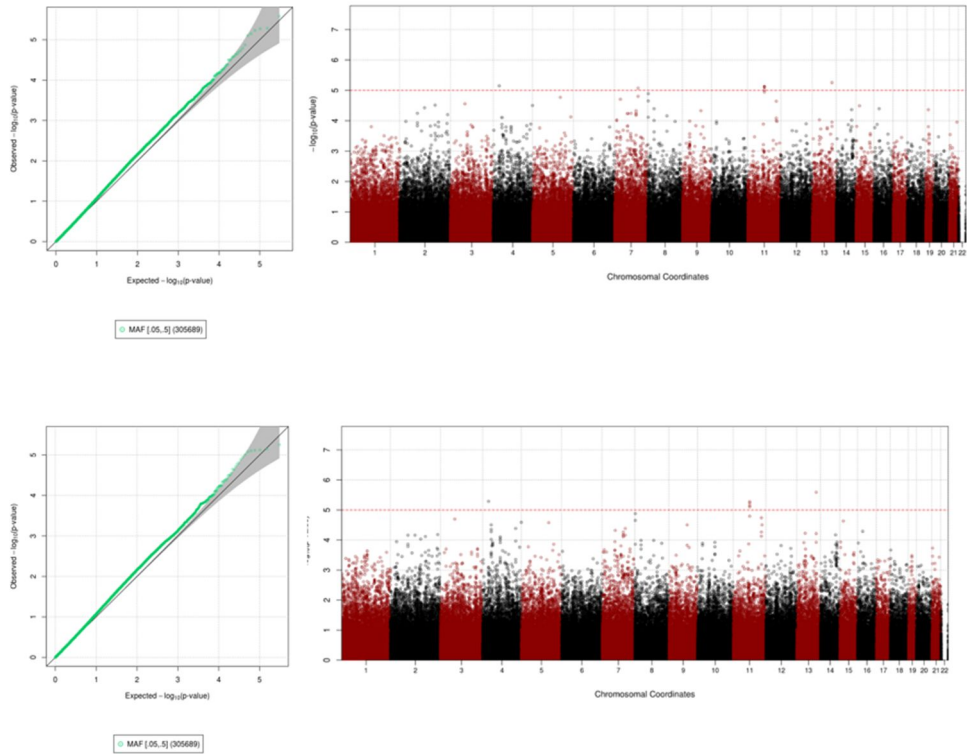 Observed −log10(p-value)
0 1 2 3 4 5
0 1 2 3 4 5
Expected −log10(p-value)
MAF [.05,.5] (305689)
−log10(p-value)
0 1 2 3 4 5 6 7
1 2 3 4 5 6 7 8 9 10 11 12 13 14 15 16 17 18 19 20 21 22
Chromosomal Coordinates
Observed −log10(p-value)
0 1 2 3 4 5
0 1 2 3 4 5
Expected −log10(p-value)
MAF [.05,.5] (305689)
0 1 2 3 4 5 6 7
1 2 3 4 5 6 7 8 9 10 11 12 13 14 15 16 17 18 19 20 21 22
Chromosomal Coordinates